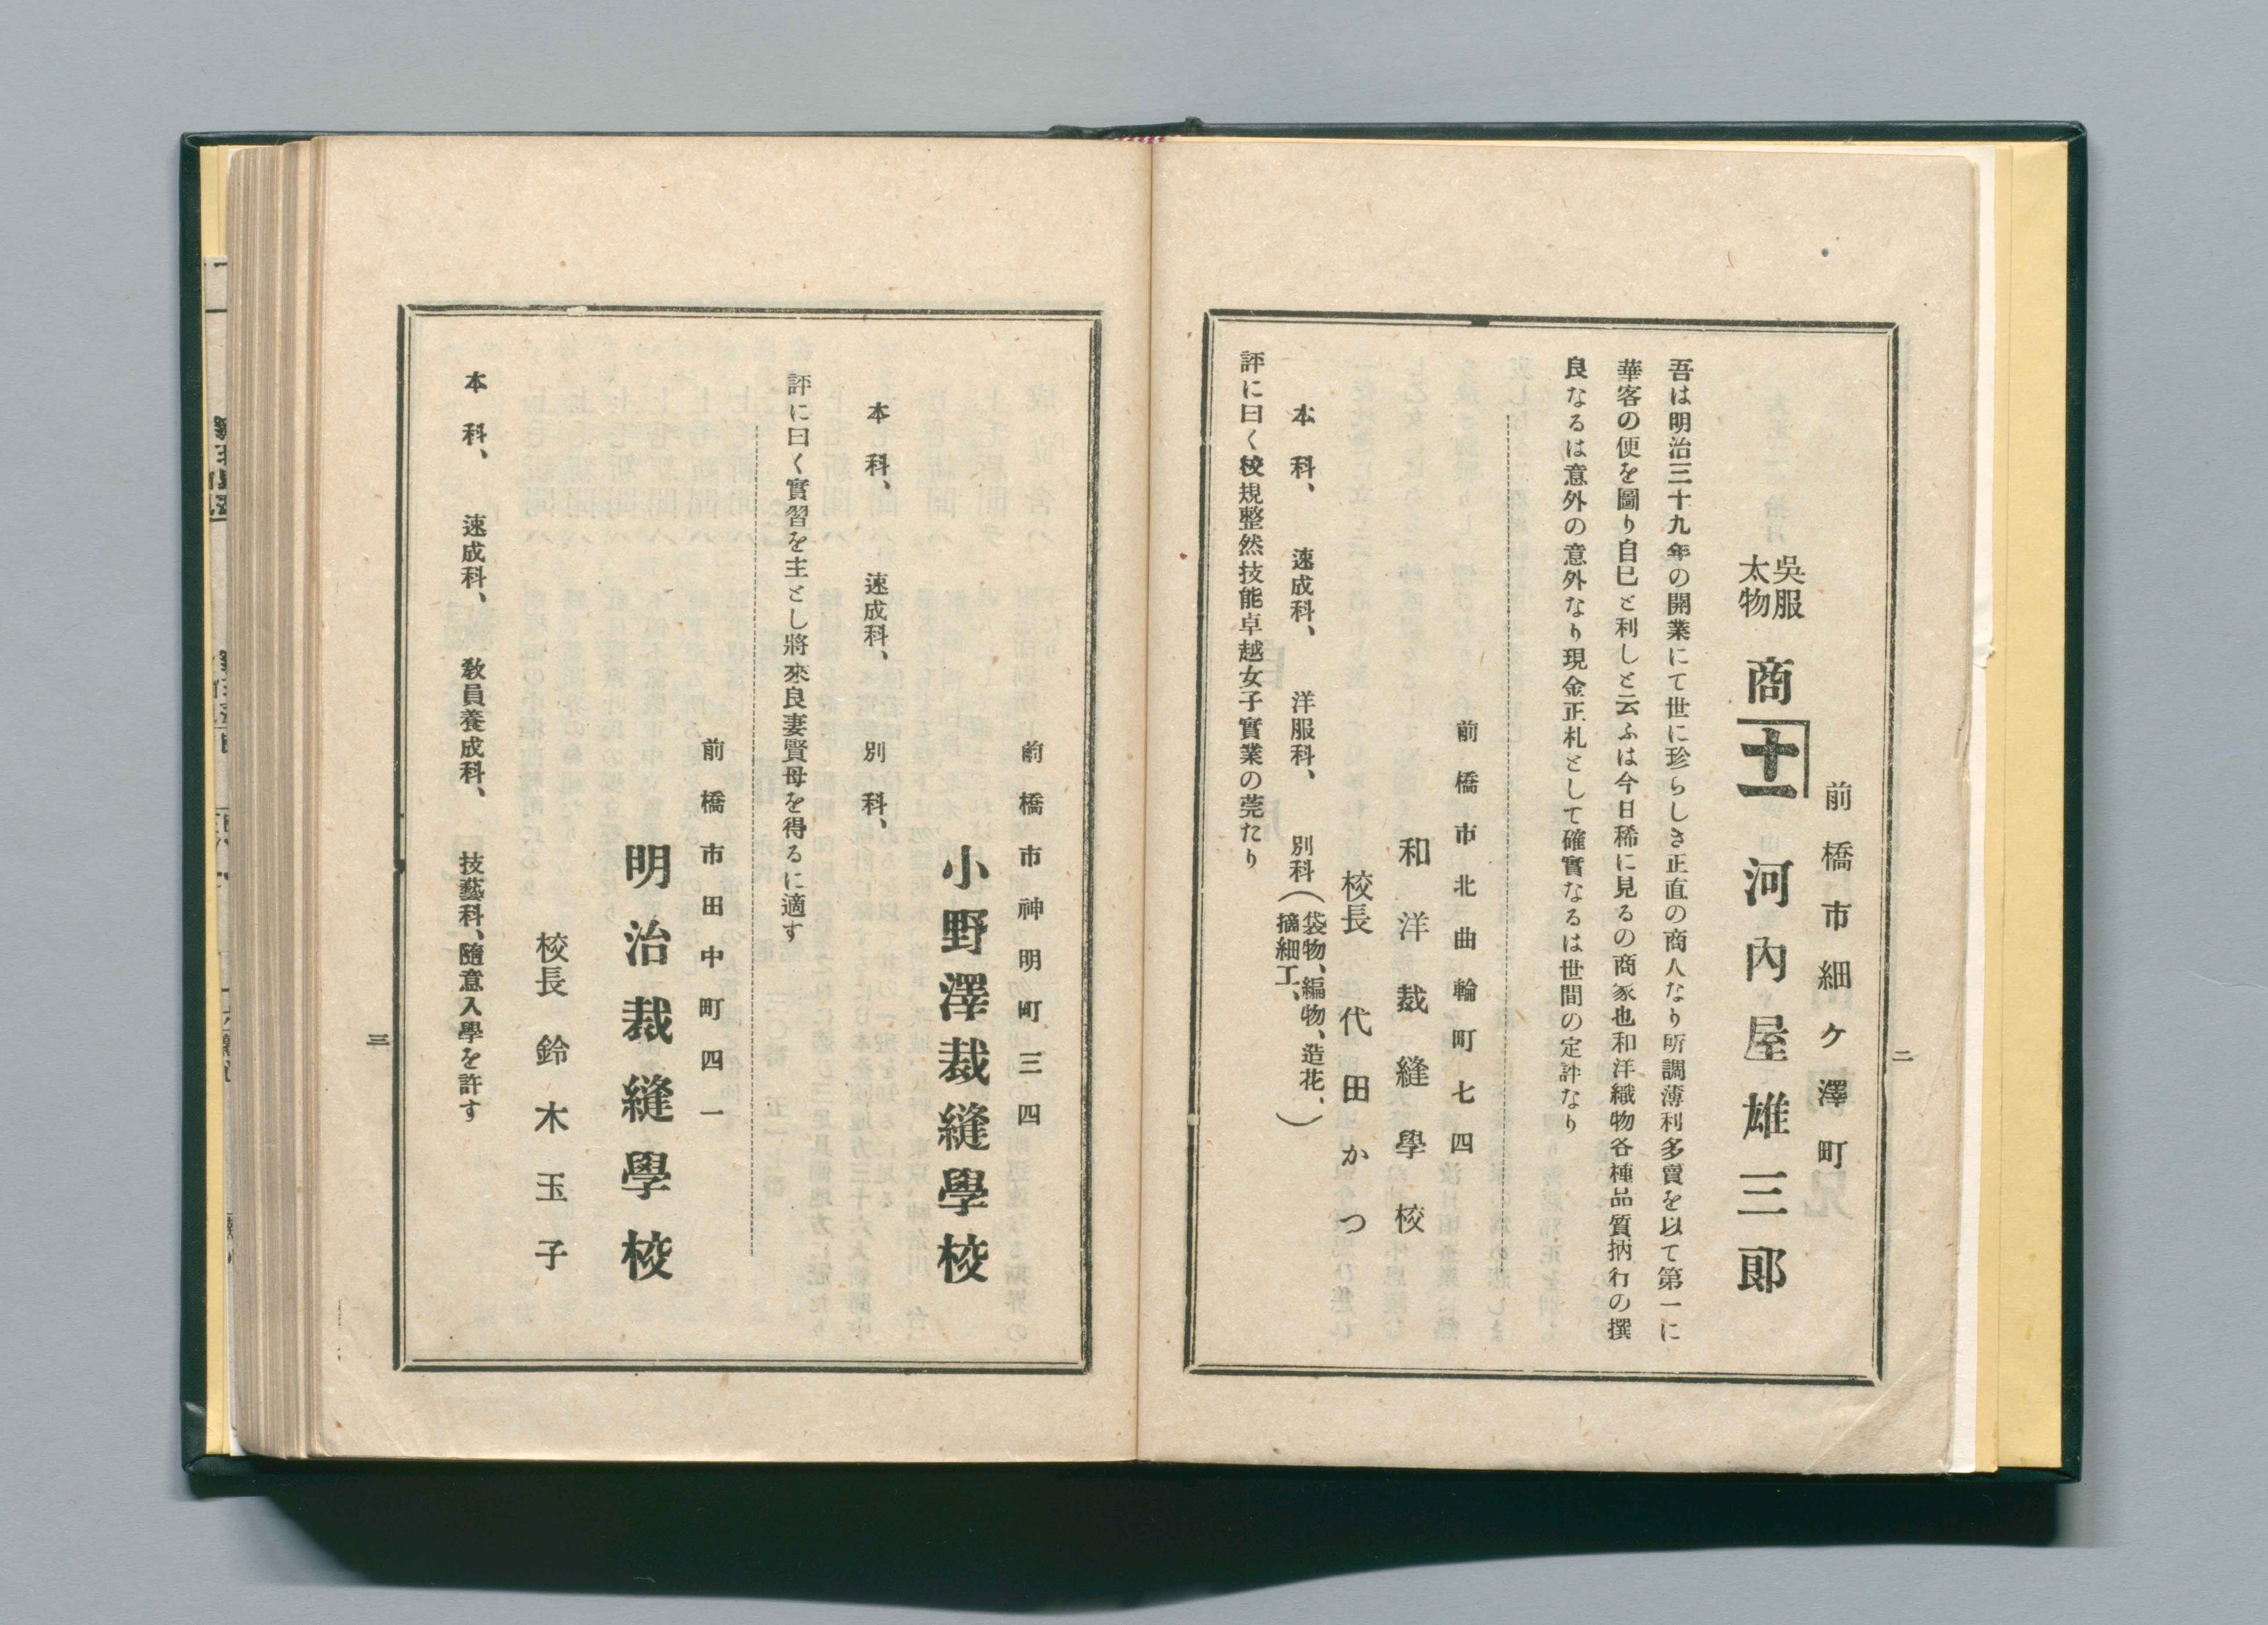 二
前橋市細ケ澤町
吳服
太物
商
十一
河內屋雄三郞
吾は明治三十九年の開業にて世に珍らしき正直の商人なり所調薄利多賣を以て第一に
華客の便を圖り自巳と利しと云ふは今日稀に見るの商家也和洋織物各種品質柄行の撰
良なるは意外の意外なり現金正札として確實なるは世間の定評なり
前橋市北曲輪町七四
和洋裁縫學校
校長 代田かつ
本科、速成科、洋服科、別科(袋物、編物、造花、
摘細工、)
評に曰く校規整然技能卓越女子實業の莞たり
前橋市神明町三四
小野澤裁縫學校
本科、速成科、別科、
評に曰く實習を主とし將來良妻賢母を得るに適す
前橋市田中町四一
明治裁縫學校
校長 鈴木玉子
本科、速成科、敎員養成科、技藝科、隨意入學を許す
三